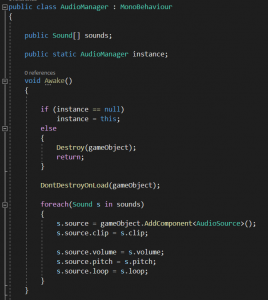 public class AudioManager : MonoBehaviour
{
public Sound[] sounds;
public static AudioManager instance;
0 references
void Awake()
{
if (instance == null)
instance = this;
else
{
Destroy(gameObject);
return;
}
DontDestroyOnLoad(gameObject);
foreach(Sound s in sounds)
{
s.source = gameObject.AddComponent<AudioSource>();
s.source.clip = s.clip;
s.source.volume = s.volume;
s.source.pitch = s.pitch;
s.source.loop = s.loop;
}
}